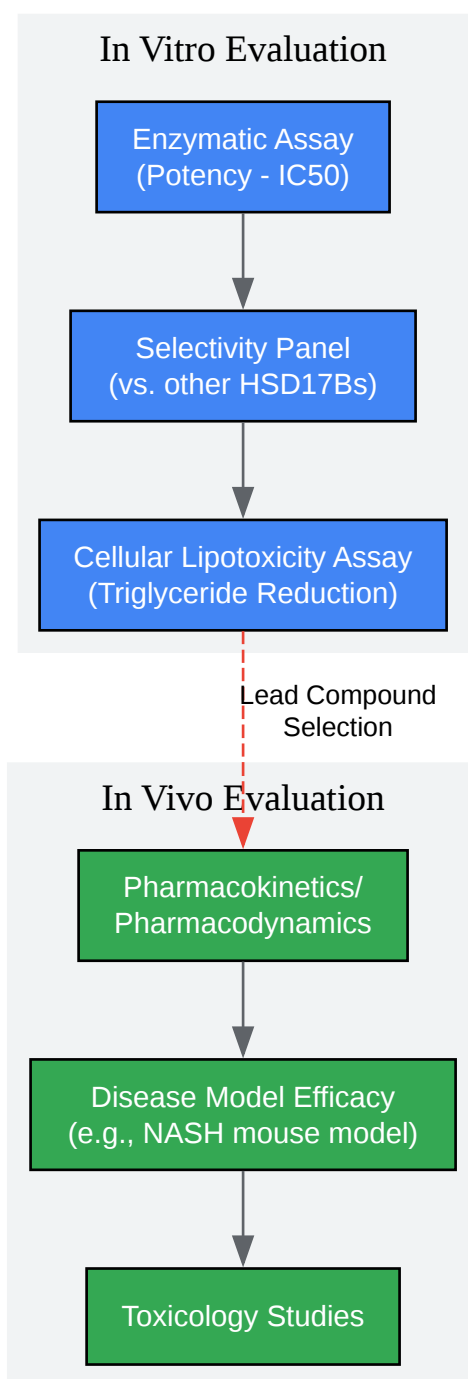 In Vitro Evaluation
Enzymatic Assay
(Potency - IC50)
Selectivity Panel
(vs. other HSD17Bs)
Cellular Lipotoxicity Assay
(Triglyceride Reduction)
Lead Compound
Selection
In Vivo Evaluation
Pharmacokinetics/
Pharmacodynamics
Disease Model Efficacy
(e.g., NASH mouse model)
Toxicology Studies